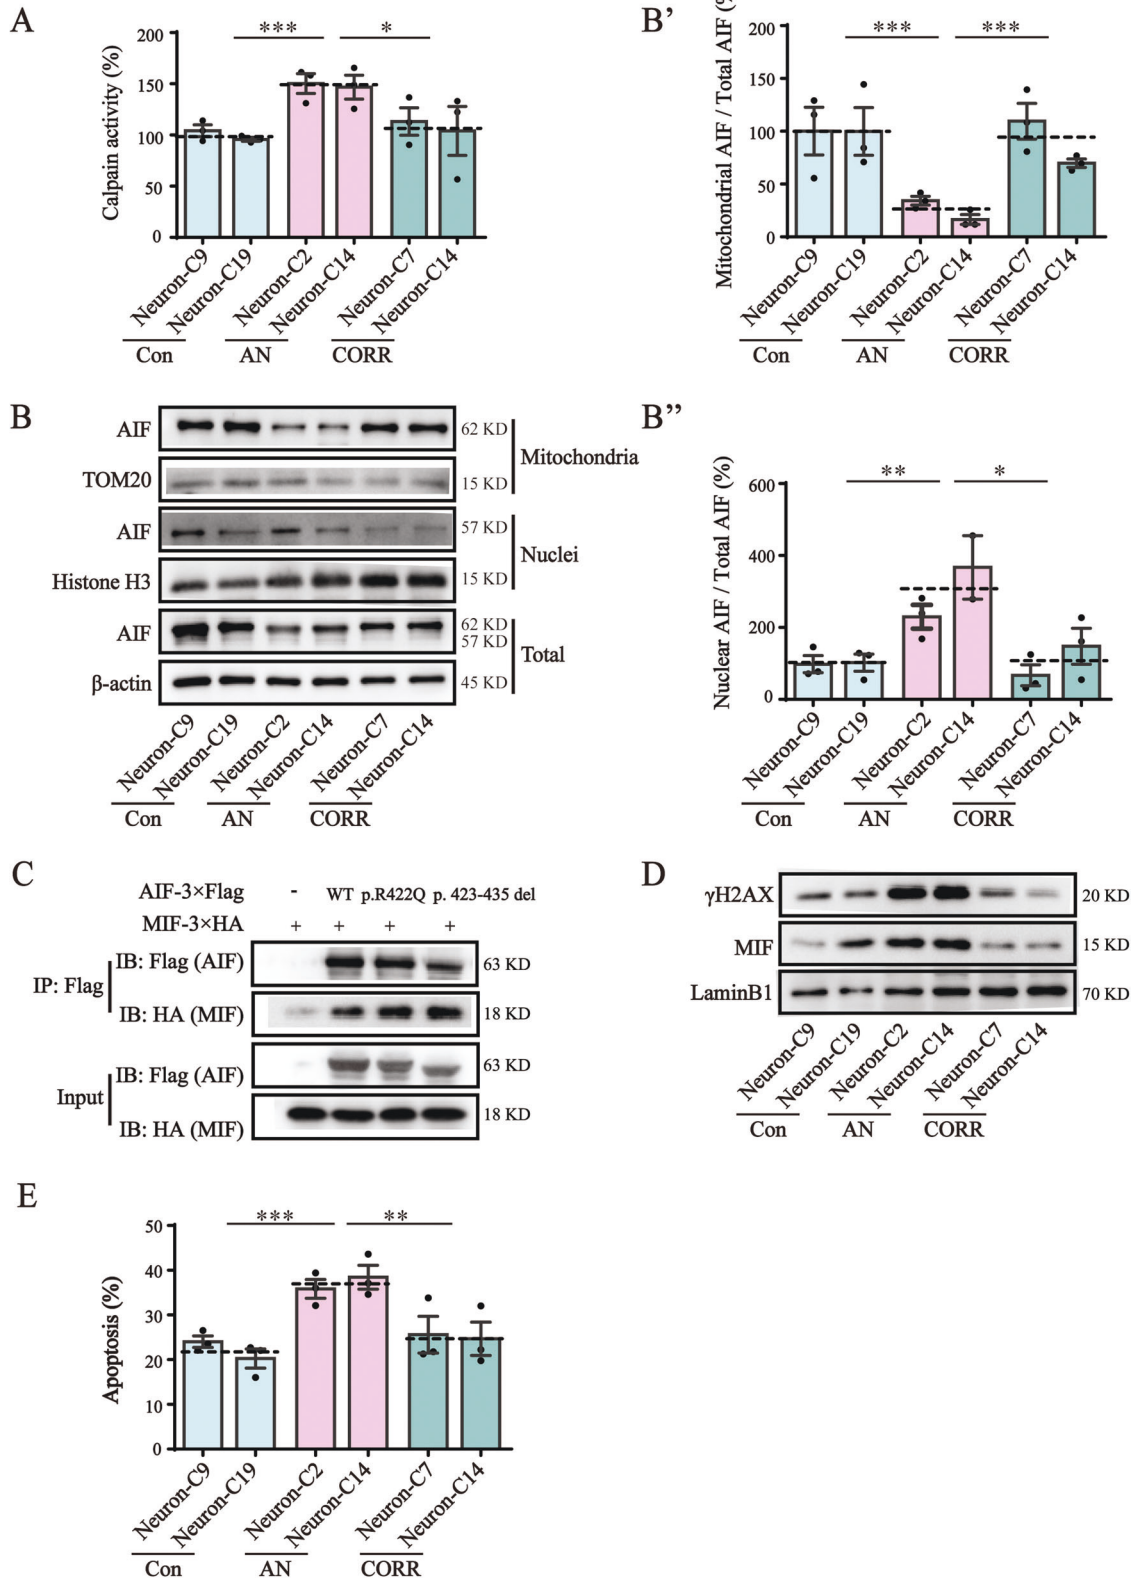 A
Calpain activity (%)
200
150
100
50
0
***
*
Neuron-C9
Neuron-C19
Neuron-C2
Neuron-C14
Neuron-C7
Neuron-C14
Con
AN
CORR
B’
Mitochondrial AIF / Total AIF
200
150
100
50
0
***
***
Neuron-C9
Neuron-C19
Neuron-C2
Neuron-C14
Neuron-C7
Neuron-C14
Con
AN
CORR
B
AIF
62 KD
TOM20
15 KD
Mitochondria
AIF
57 KD
Histone H3
15 KD
Nuclei
AIF
62 KD
57 KD
β-actin
45 KD
Total
Neuron-C9
Neuron-C19
Neuron-C2
Neuron-C14
Neuron-C7
Neuron-C14
Con
AN
CORR
B’’
Nuclear AIF / Total AIF (%)
600
400
200
0
**
*
Neuron-C9
Neuron-C19
Neuron-C2
Neuron-C14
Neuron-C7
Neuron-C14
Con
AN
CORR
C
AIF-3×Flag - WT p.R422Q p. 423-435 del
MIF-3×HA + + + +
IP: Flag
IB: Flag (AIF) 63 KD
IB: HA (MIF) 18 KD
Input
IB: Flag (AIF) 63 KD
IB: HA (MIF) 18 KD
D
γH2AX 20 KD
MIF 15 KD
LaminB1 70 KD
Neuron-C9
Neuron-C19
Neuron-C2
Neuron-C14
Neuron-C7
Neuron-C14
Con
AN
CORR
E
Apoptosis (%)
50
40
30
20
10
0
***
**
Neuron-C9
Neuron-C19
Neuron-C2
Neuron-C14
Neuron-C7
Neuron-C14
Con
AN
CORR